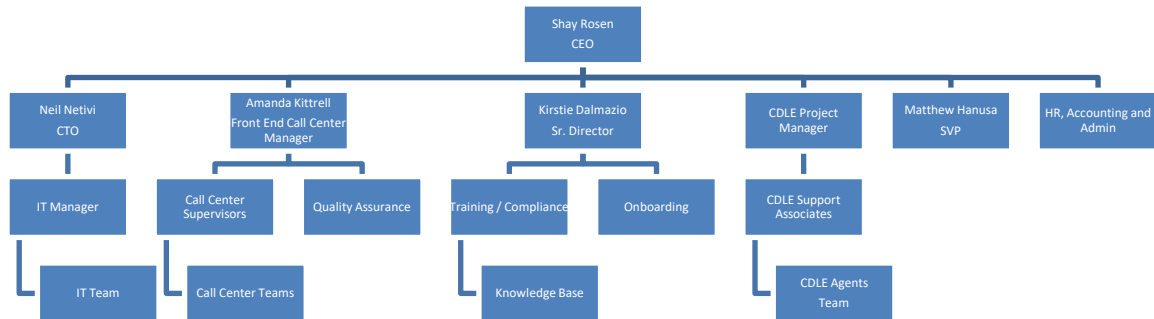 Shay Rosen
CEO
Neil Netivi
CTO
Amanda Kittrell
Front End Call Center
Manager
Kirstie Dalmazio
Sr. Director
CDLE Project
Manager
Matthew Hanusa
SVP
HR, Accounting and
Admin
IT Manager
Call Center
Supervisors
Quality Assurance
Training / Compliance
Onboarding
CDLE Support
Associates
IT Team
Call Center Teams
Knowledge Base
CDLE Agents
Team